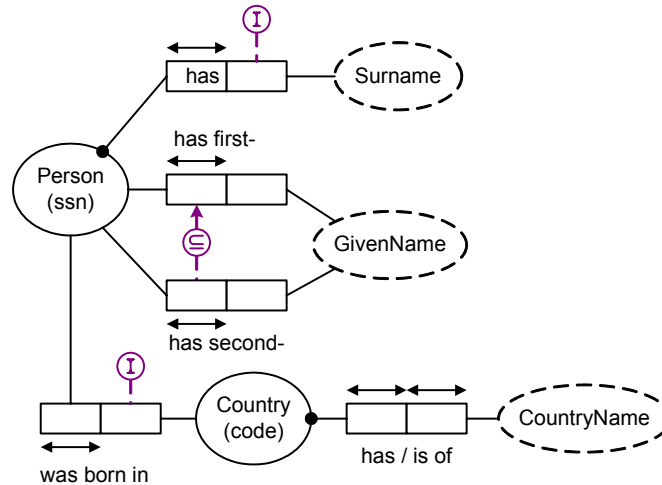 I
has
Surname
has first-
Person
(ssn)
GivenName
has second-
I
Country
(code)
CountryName
was born in
has / is of